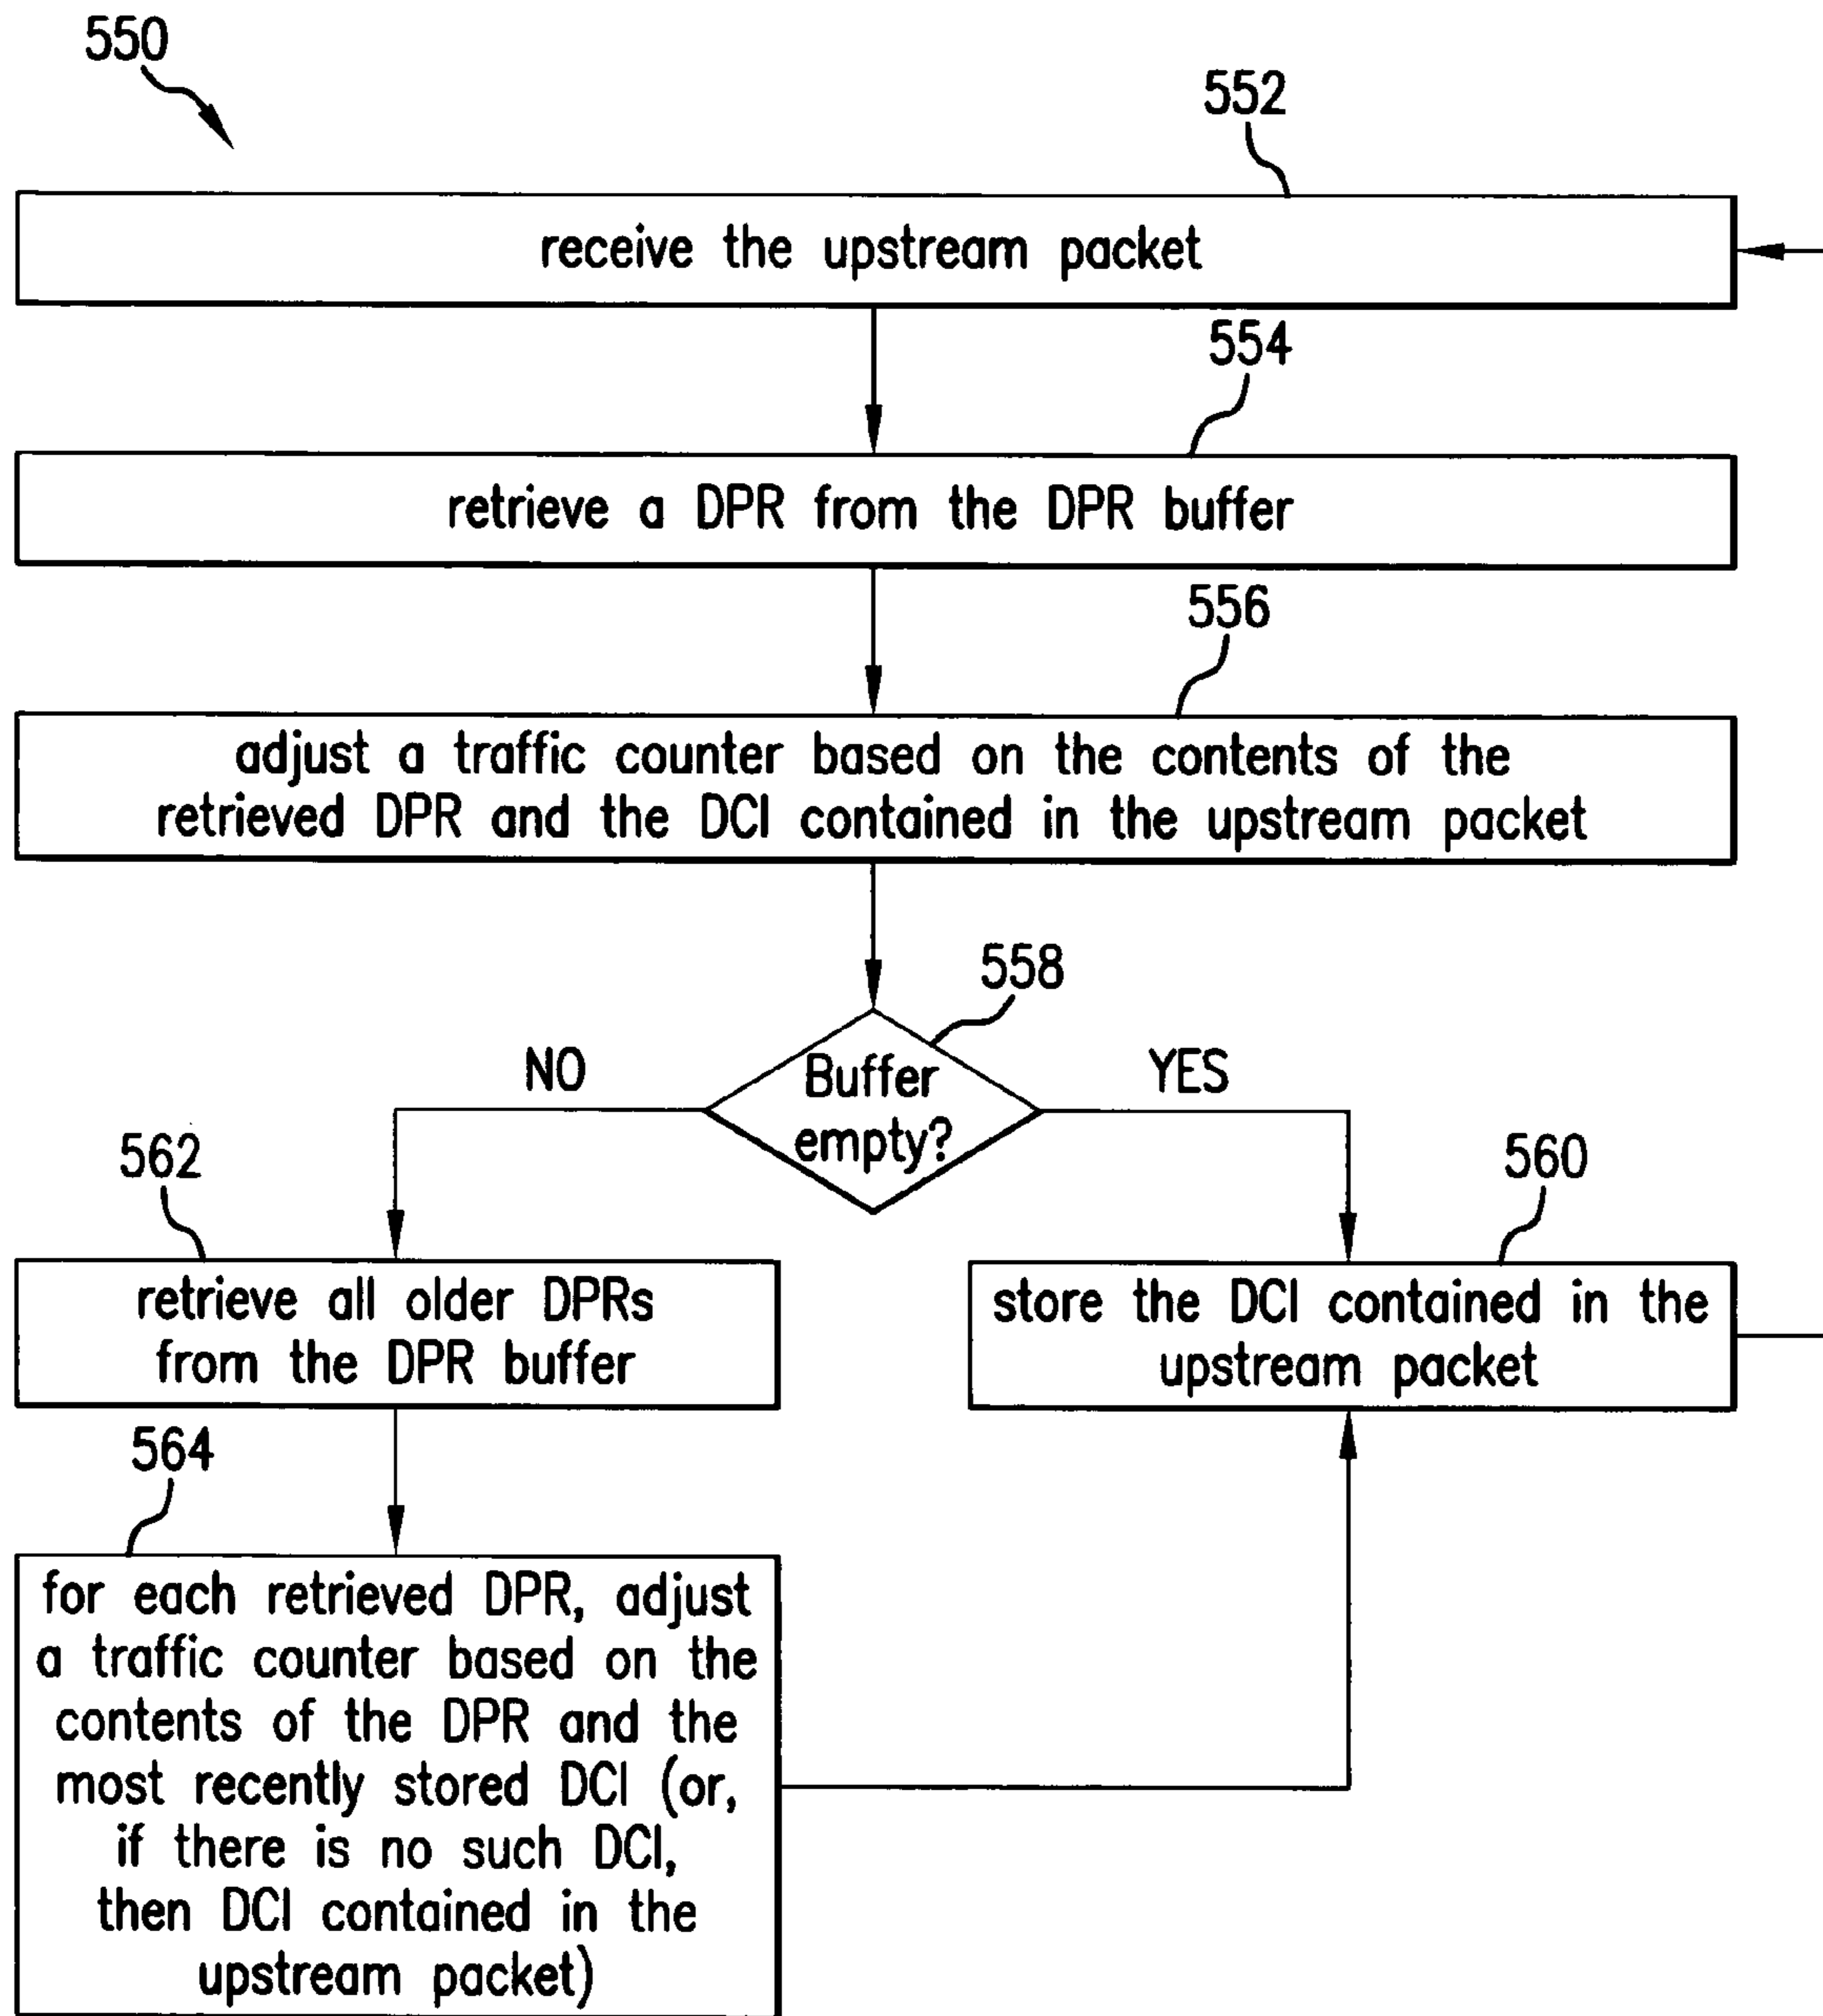 550
552
receive the upstream packet
554
retrieve a DPR from the DPR buffer
556
adjust a traffic counter based on the contents of the
retrieved DPR and the DCI contained in the upstream packet
558
Buffer
empty?
NO
YES
562
retrieve all older DPRs
from the DPR buffer
560
store the DCI contained in the
upstream packet
564
for each retrieved DPR, adjust
a traffic counter based on the
contents of the DPR and the
most recently stored DCI (or,
if there is no such DCI,
then DCI contained in the
upstream packet)